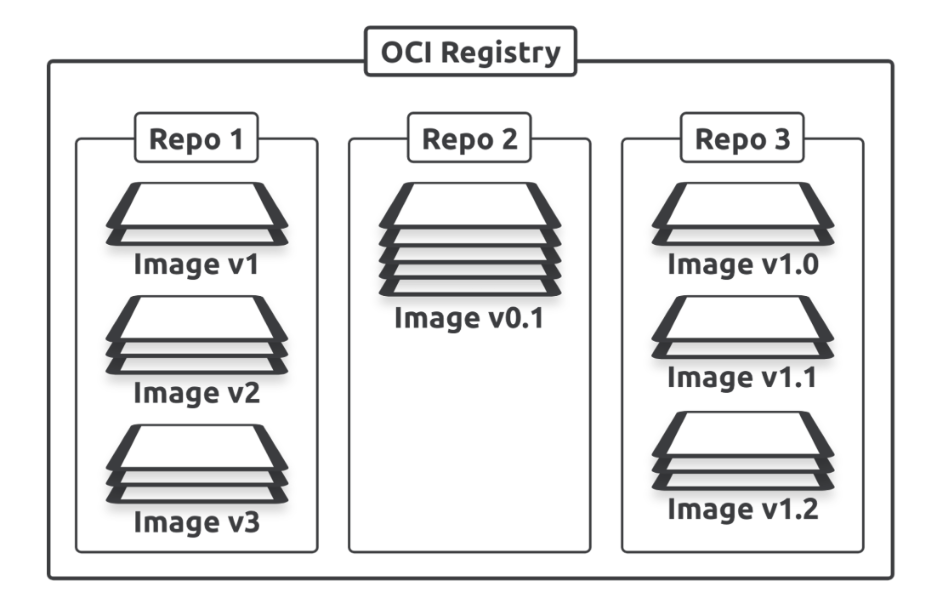 OCI Registry
Repo 1
Image v1
Image v2
Image v3
Repo 2
Image v0.1
Repo 3
Image v1.0
Image v1.1
Image v1.2